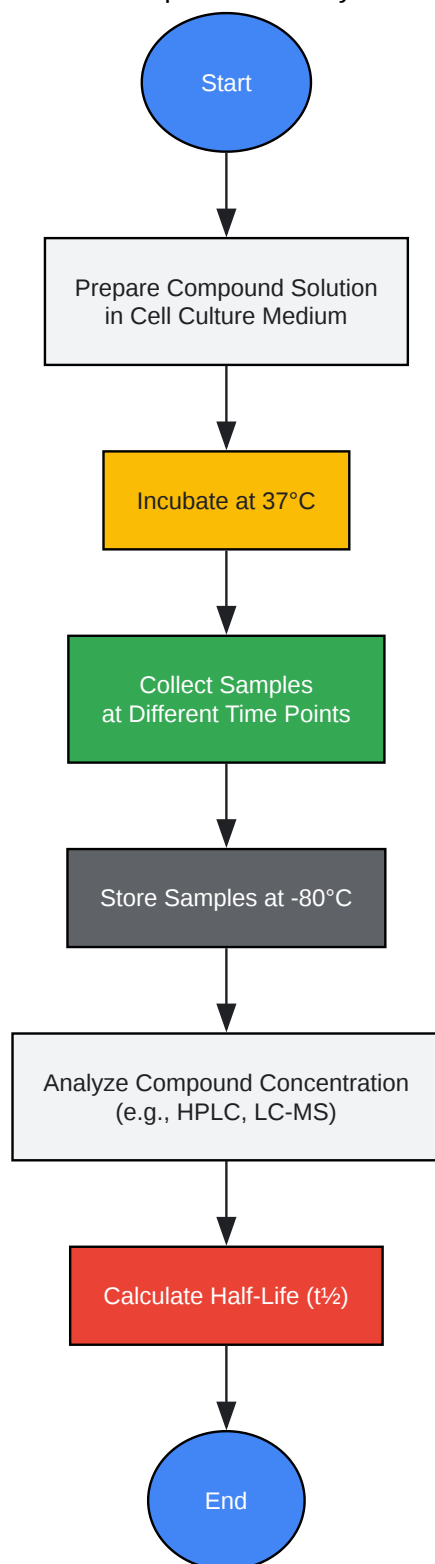 Start
Prepare Compound Solution
in Cell Culture Medium
Incubate at 37°C
Collect Samples
at Different Time Points
Store Samples at -80°C
Analyze Compound Concentration
(e.g., HPLC, LC-MS)
Calculate Half-Life (t½)
End